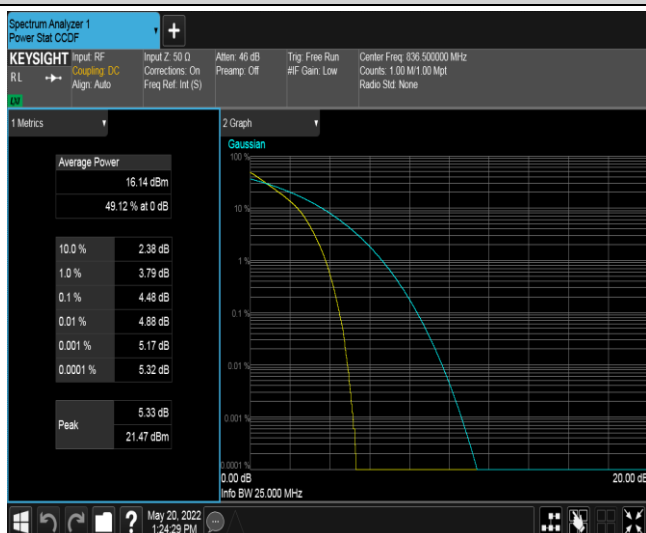 Spectrum Analyzer 1
Power Stat CCDF
KEYSIGHT
RL
Input: RF
Coupling: DC
Align: Auto
Input Z: 50 Ω
Corrections: On
Freq Ref: Int (S)
Atten: 46 dB
Preamp: Off
Trig: Free Run
#IF Gain: Low
Center Freq: 836.500000 MHz
Counts: 1.00 M/1.00 Mpt
Radio Std: None
1 Metrics
Average Power
16.14 dBm
49.12 % at 0 dB
10.0 % 2.38 dB
1.0 % 3.79 dB
0.1 % 4.48 dB
0.01 % 4.88 dB
0.001 % 5.17 dB
0.0001 % 5.32 dB
Peak
5.33 dB
21.47 dBm
2 Graph
Gaussian
100 %
10 %
1 %
0.1 %
0.01 %
0.001 %
0.0001 %
0.00 dB 20.00 dB
Info BW 25.000 MHz
?
May 20, 2022
1:24:29 PM